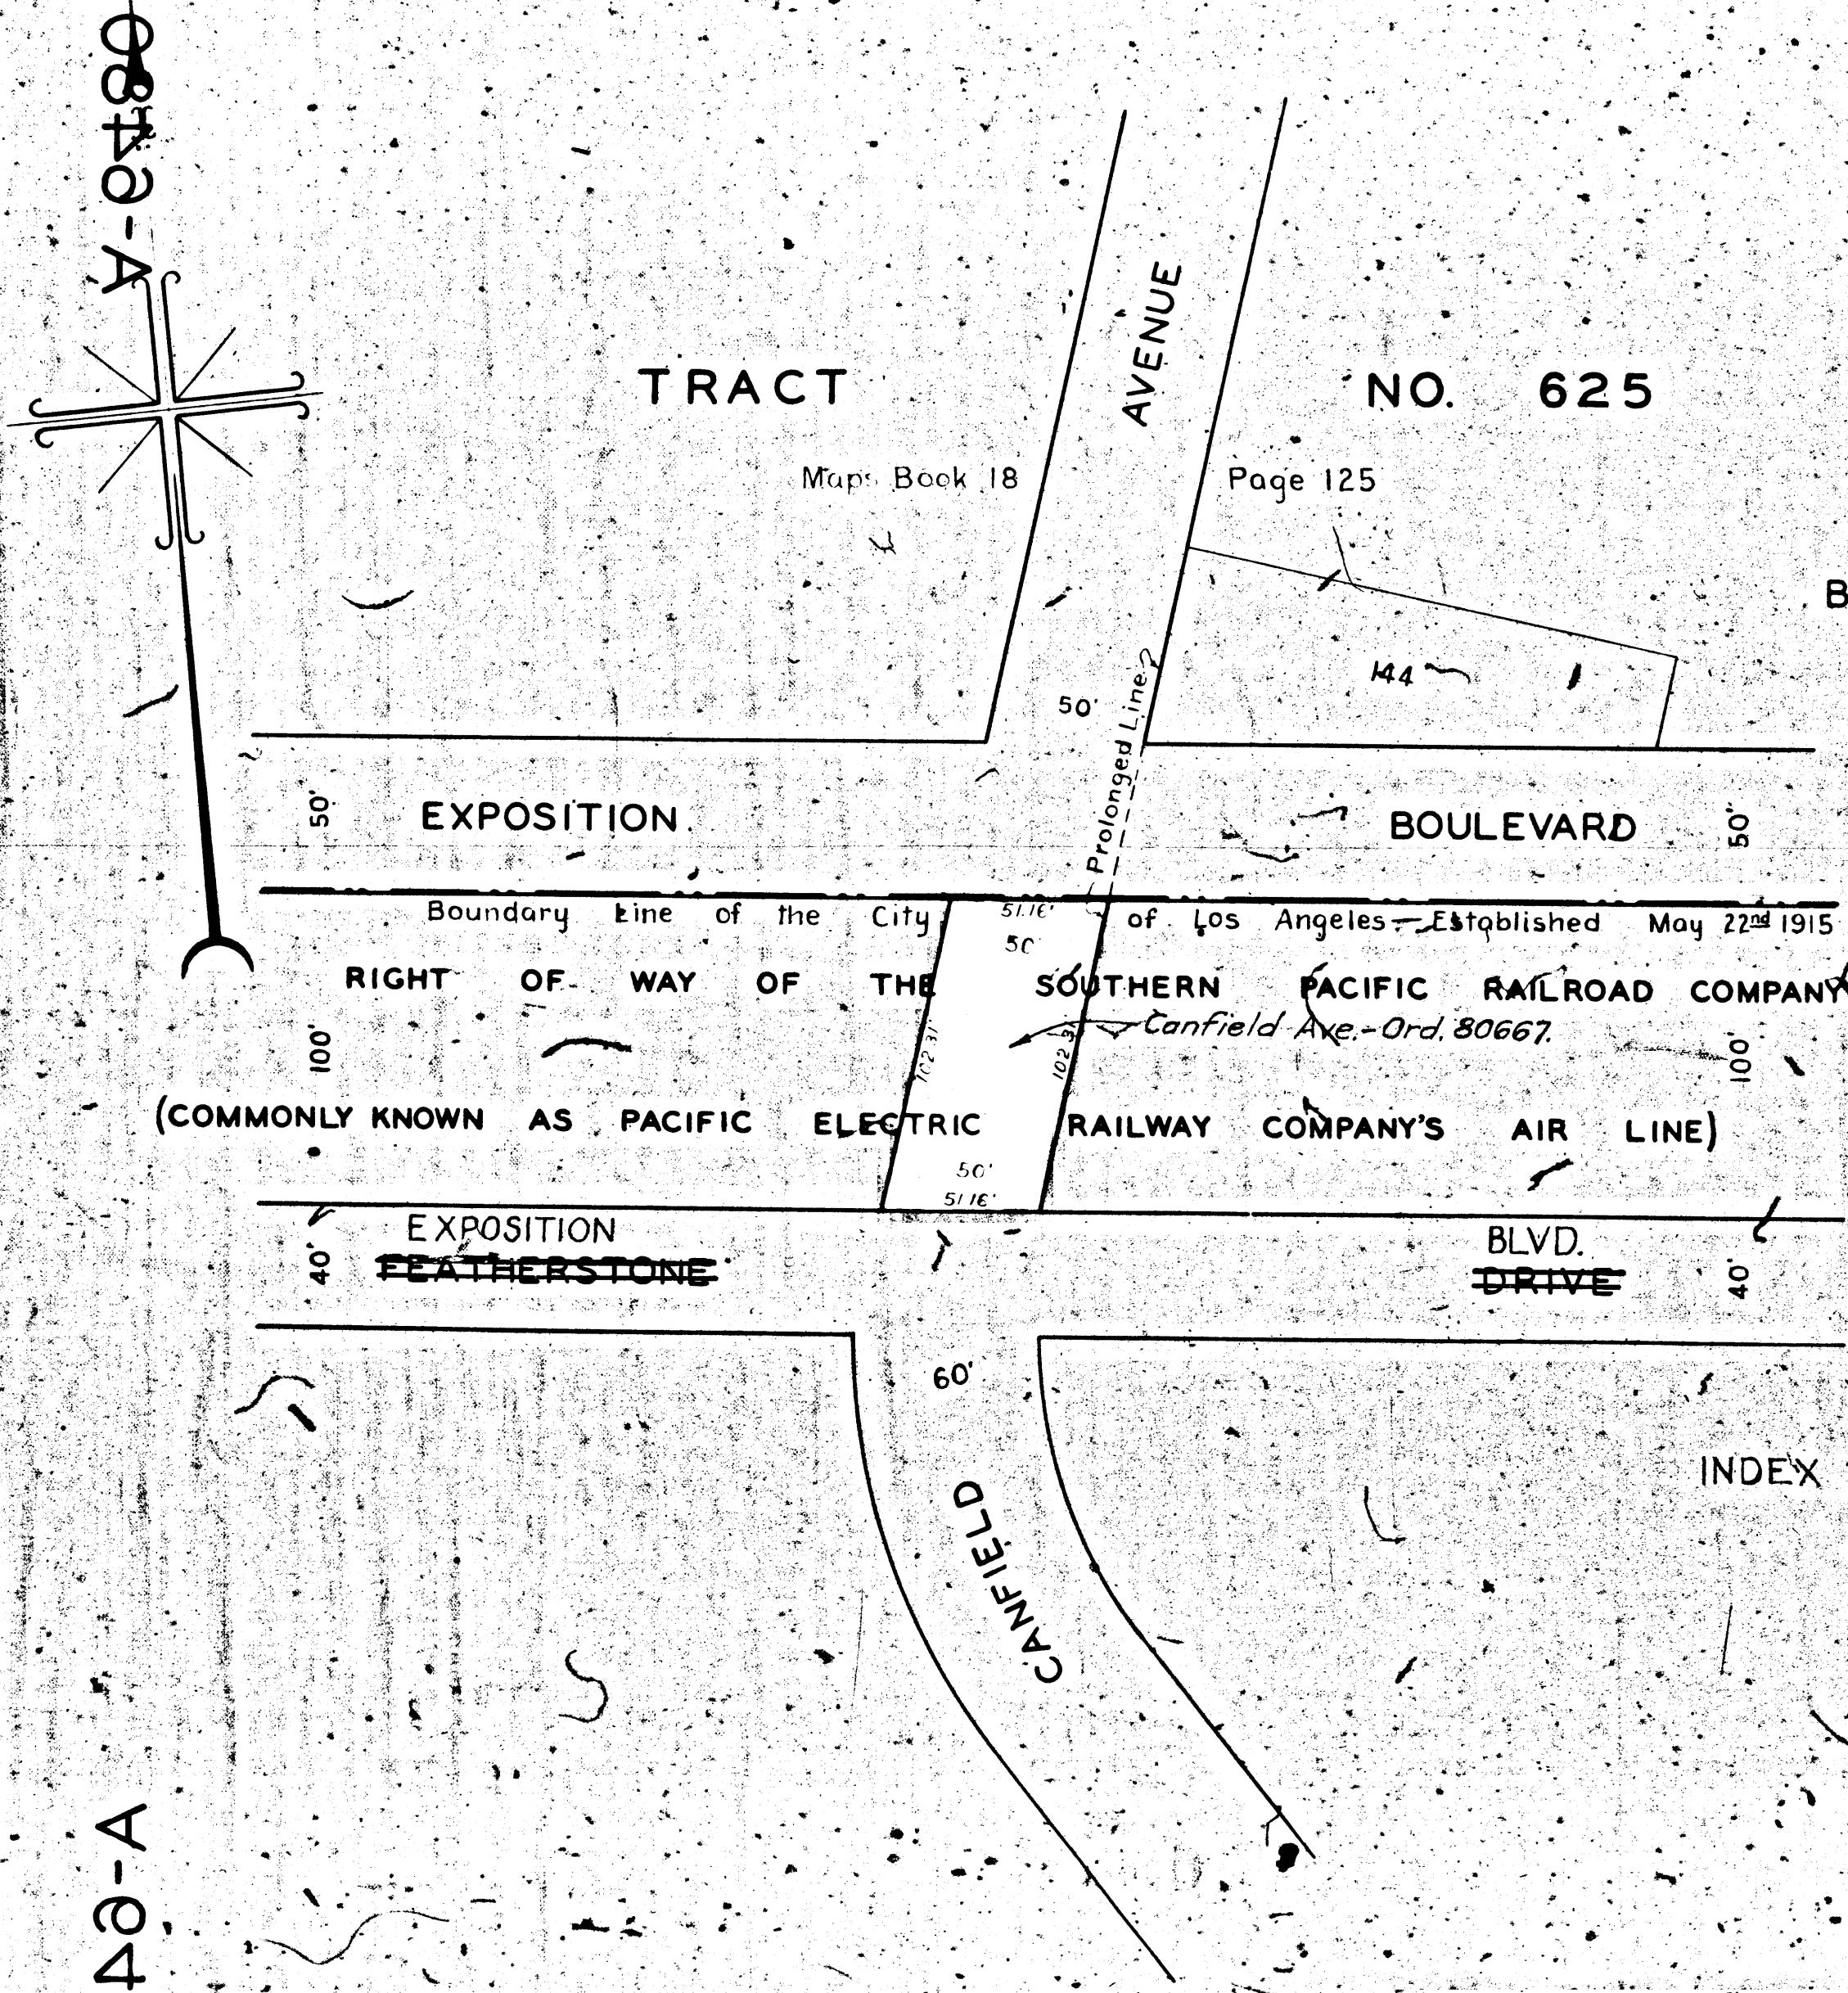 A-6480
TRACT
AVENUE
NO. 625
Maps Book 18
Page 125
B
144
50'
Prolonged Line
50'
EXPOSITION
BOULEVARD
50'
Boundary Line of the City of Los Angeles - Established May 22nd 1915
51.16'
50'
RIGHT OF WAY OF THE SOUTHERN PACIFIC RAILROAD COMPANY
Canfield Ave.-Ord. 80667.
100'
102.31'
102.31'
100'
(COMMONLY KNOWN AS PACIFIC ELECTRIC RAILWAY COMPANY'S AIR LINE)
50'
51.16'
EXPOSITION BLVD.
40'
FEATHERSTONE DRIVE
40'
60'
INDEX
CANFIELD
A-64